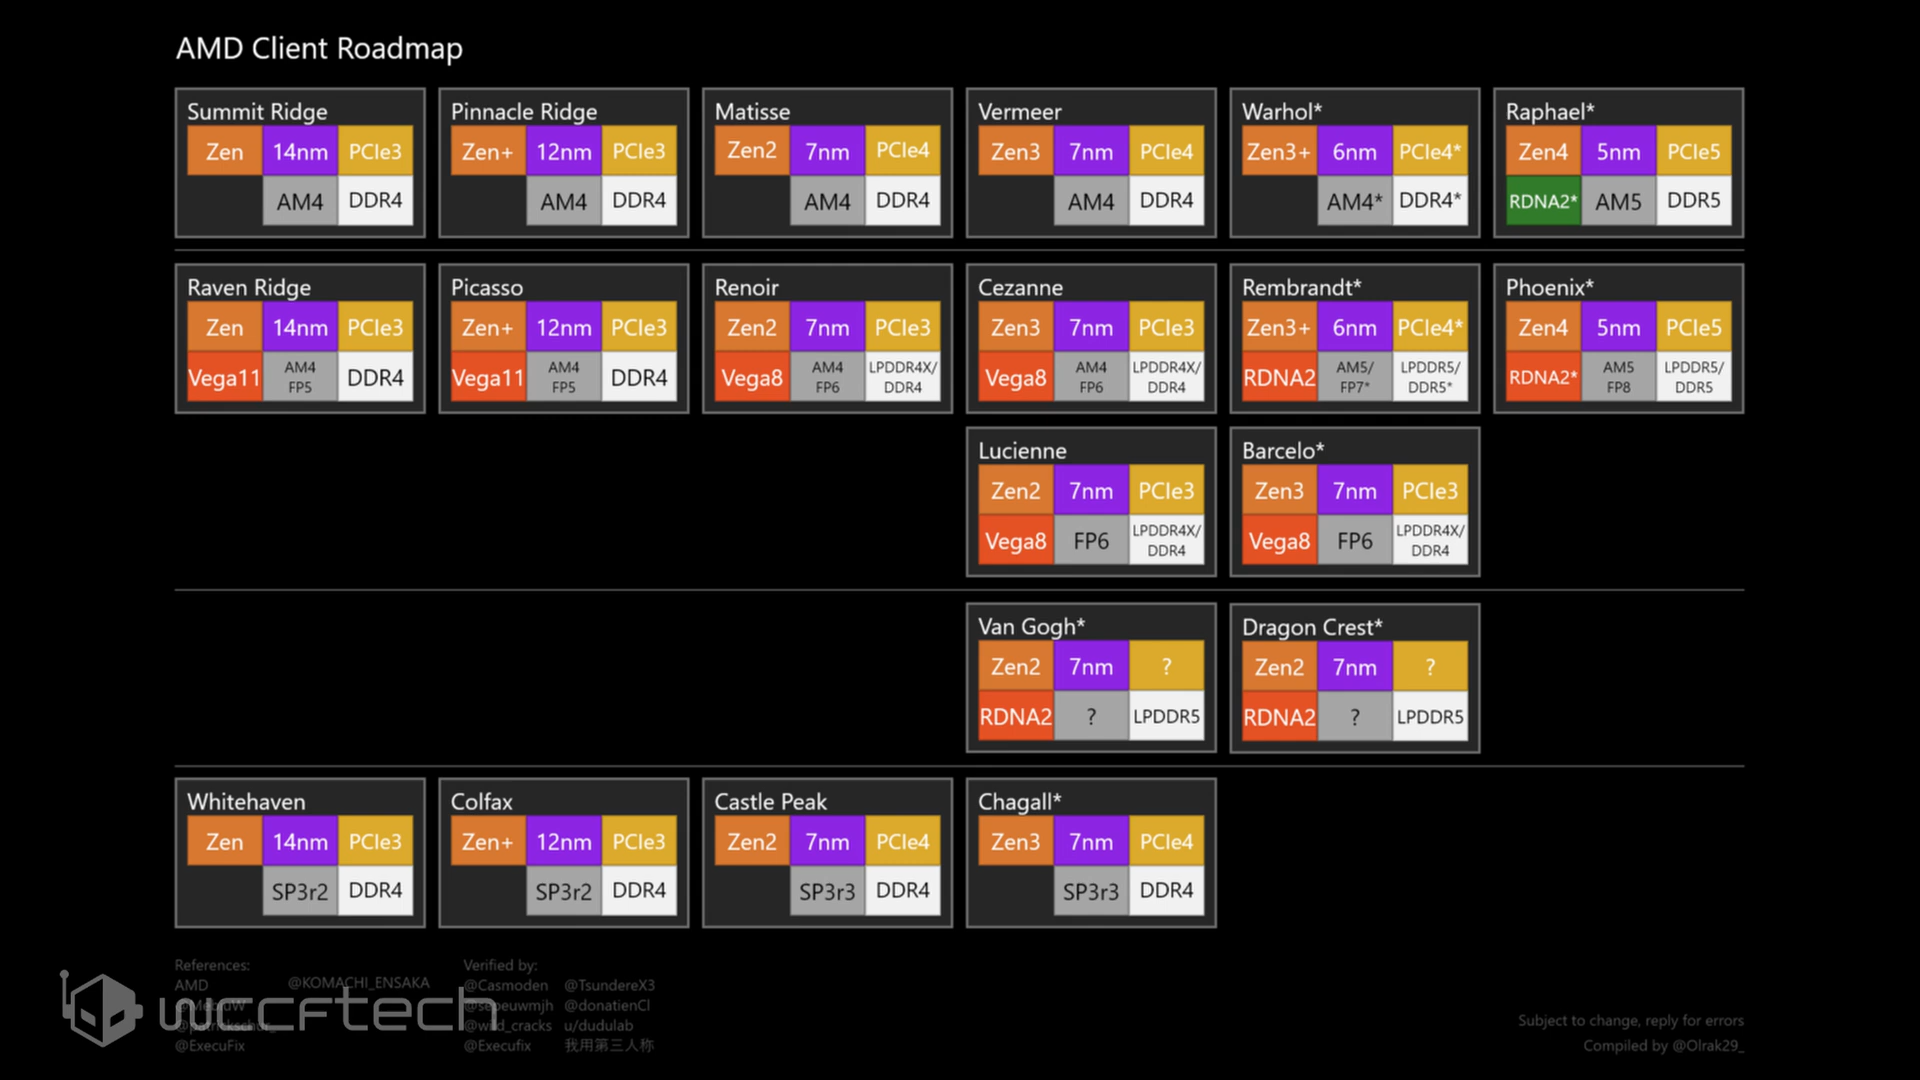 AMD Client Roadmap
Summit Ridge
Zen 14nm PCIe3
AM4 DDR4
Pinnacle Ridge
Zen+ 12nm PCIe3
AM4 DDR4
Matisse
Zen2 7nm PCIe4
AM4 DDR4
Vermeer
Zen3 7nm PCIe4
AM4 DDR4
Warhol*
Zen3+ 6nm PCIe4*
AM4* DDR4*
Raphael*
Zen4 5nm PCIe5
RDNA2* AM5 DDR5
Raven Ridge
Zen 14nm PCIe3
Vega11 AM4 FP5 DDR4
Picasso
Zen+ 12nm PCIe3
Vega11 AM4 FP5 DDR4
Renoir
Zen2 7nm PCIe3
Vega8 AM4 FP6 LPDDR4X/ DDR4
Cezanne
Zen3 7nm PCIe3
Vega8 AM4 FP6 LPDDR4X/ DDR4
Rembrandt*
Zen3+ 6nm PCIe4*
RDNA2 AM5/ FP7* LPDDR5/ DDR5*
Phoenix*
Zen4 5nm PCIe5
RDNA2* AM5 FP8 LPDDR5/ DDR5
Lucienne
Zen2 7nm PCIe3
Vega8 FP6 LPDDR4X/ DDR4
Barcelo*
Zen3 7nm PCIe3
Vega8 FP6 LPDDR4X/ DDR4
Van Gogh*
Zen2 7nm ?
RDNA2 ? LPDDR5
Dragon Crest*
Zen2 7nm ?
RDNA2 ? LPDDR5
Whitehaven
Zen 14nm PCIe3
SP3r2 DDR4
Colfax
Zen+ 12nm PCIe3
SP3r2 DDR4
Castle Peak
Zen2 7nm PCIe4
SP3r3 DDR4
Chagall*
Zen3 7nm PCIe4
SP3r3 DDR4
References:
AMD @KOMACHI_ENSAKA
@ExecuFix
wccftech
Verified by:
@Casmoden @TsundereX3
@donatienCl
@wild_cracks u/dudulab
@Execufix 我用第三人称
Subject to change, reply for errors
Compiled by @Olrak29_